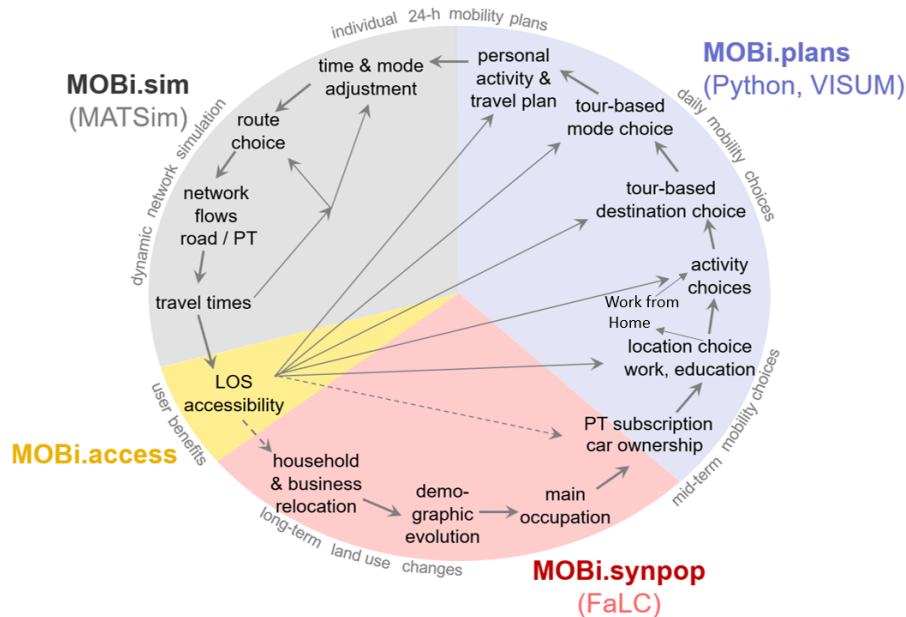 individual 24-h mobility plans
MOBi.sim
(MATSim)
MOBi.plans
(Python, VISUM)
time & mode
adjustment
personal
activity &
travel plan
route
choice
tour-based
mode choice
daily mobility choices
dynamic network simulation
network
flows
road / PT
tour-based
destination choice
activity
choices
travel times
Work from
Home
location choice
work, education
LOS
accessibility
user benefits
MOBi.access
PT subscription
car ownership
mid-term mobility choices
household
& business
relocation
demo-
graphic
evolution
main
occupation
long-term land use changes
MOBi.synpop
(FaLC)